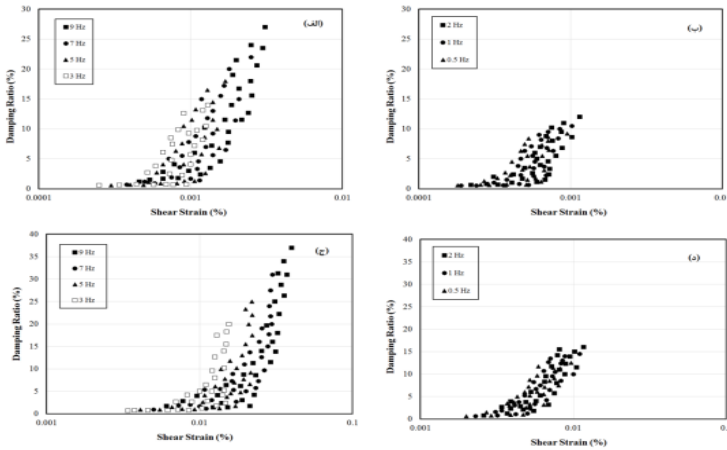 30
25
20
15
10
5
0
Damping Ratio (%)
9 Hz
7 Hz
5 Hz
3 Hz
(الف)
0.0001
0.001
0.01
Shear Strain (%)
30
25
20
15
10
5
0
Damping Ratio (%)
2 Hz
1 Hz
0.5 Hz
(ب)
0.0001
0.001
0.0
Shear Strain (%)
40
35
30
25
20
15
10
5
0
Damping Ratio (%)
9 Hz
7 Hz
5 Hz
3 Hz
(ج)
0.001
0.001
0.1
Shear Strain (%)
40
35
30
25
20
15
10
5
0
Damping Ratio (%)
2 Hz
1 Hz
0.5 Hz
(د)
0.001
0.01
0.
Shear Strain (%)